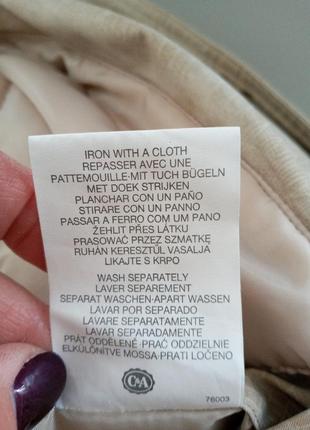 IRON WITH A CLOTH
REPASSER AVEC UNE
PATTEMOUILLE·MIT TUCH BÜGELN
MET DOEK STRIJKEN
PLANCHAR CON UN PAÑO
STIRARE CON UN PANNO
PASSAR A FERRO COM UM PANO
ŽEHLIT PŘES LÁTKU
PRASOWAĆ PRZEZ SZMATKĘ
RUHÁN KERESZTÜL VASALJA
LIKAJTE S KRPO
WASH SEPARATELY
LAVER SEPAREMENT
SEPARAT WASCHEN·APART WASSEN
LAVAR POR SEPARADO
LAVARE SEPARATAMENTE
LAVAR SEPARADAMENTE
PRÁT ODDĚLENĚ·PRAĆ ODDZIELNIE
ELKÜLÖNÍTVE MOSSA·PRATI LOČENO
C&A
76003